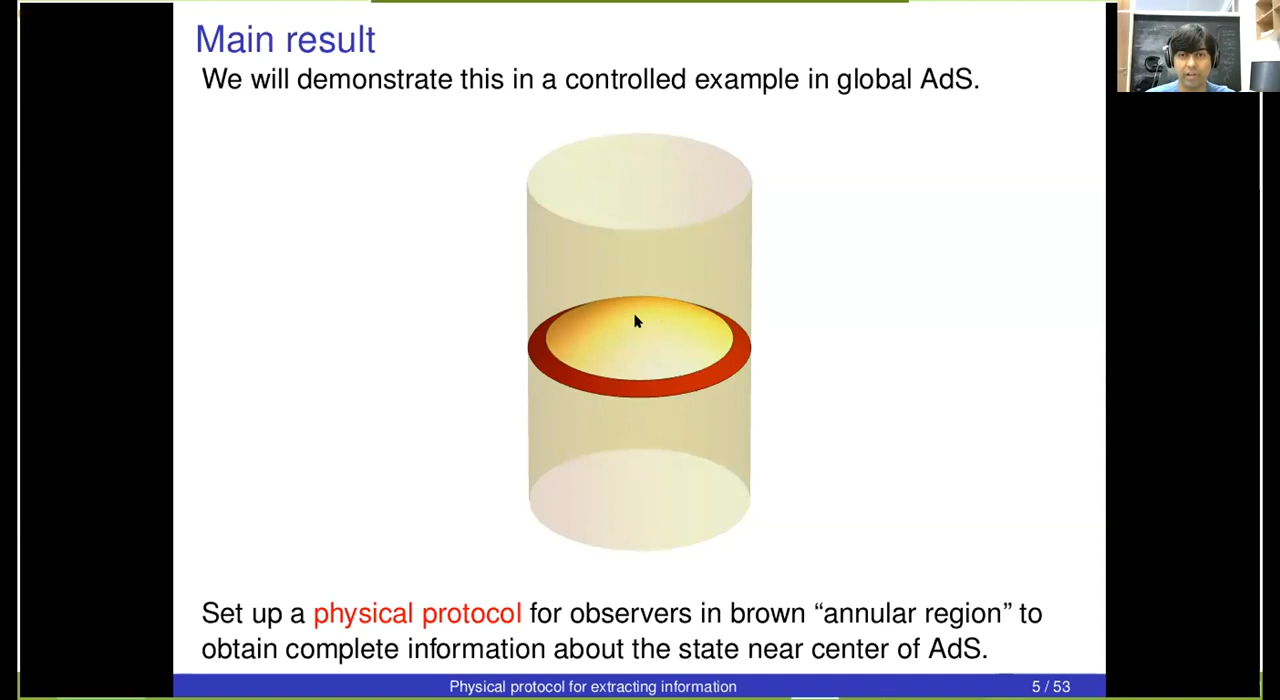 Main result
We will demonstrate this in a controlled example in global AdS.
Set up a physical protocol for observers in brown “annular region” to
obtain complete information about the state near center of AdS.
Physical protocol for extracting information
5 / 53